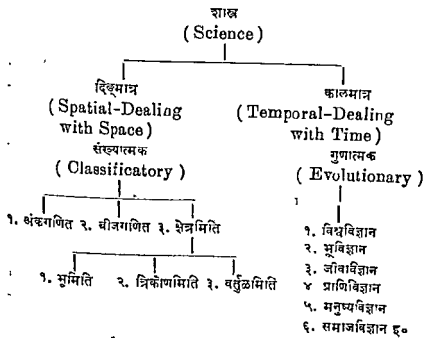 शास्त्र
(Science)
दिङ्मात्र
(Spatial-Dealing
with Space)
संख्यात्मक
(Classificatory)
कालमात्र
(Temporal-Dealing
with Time)
गुणात्मक
(Evolutionary)
१. अंकगणित २. बीजगणित ३. क्षेत्रमिति
१. भूमिति २. त्रिकोणमिति ३. वर्तुळमिति
१. विश्वविज्ञान
२. भूविज्ञान
३. जीवविज्ञान
४ प्राणिविज्ञान
५. मनुष्यविज्ञान
६. समाजविज्ञान इ०